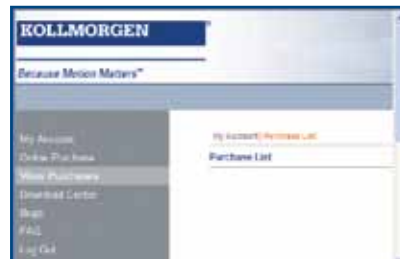 KOLLMORGEN
Because Motion Matters™
My Account
Online Purchase
View Purchases
Download Center
Bugs
FAQ
Log Out
My Account | Purchase List
Purchase List